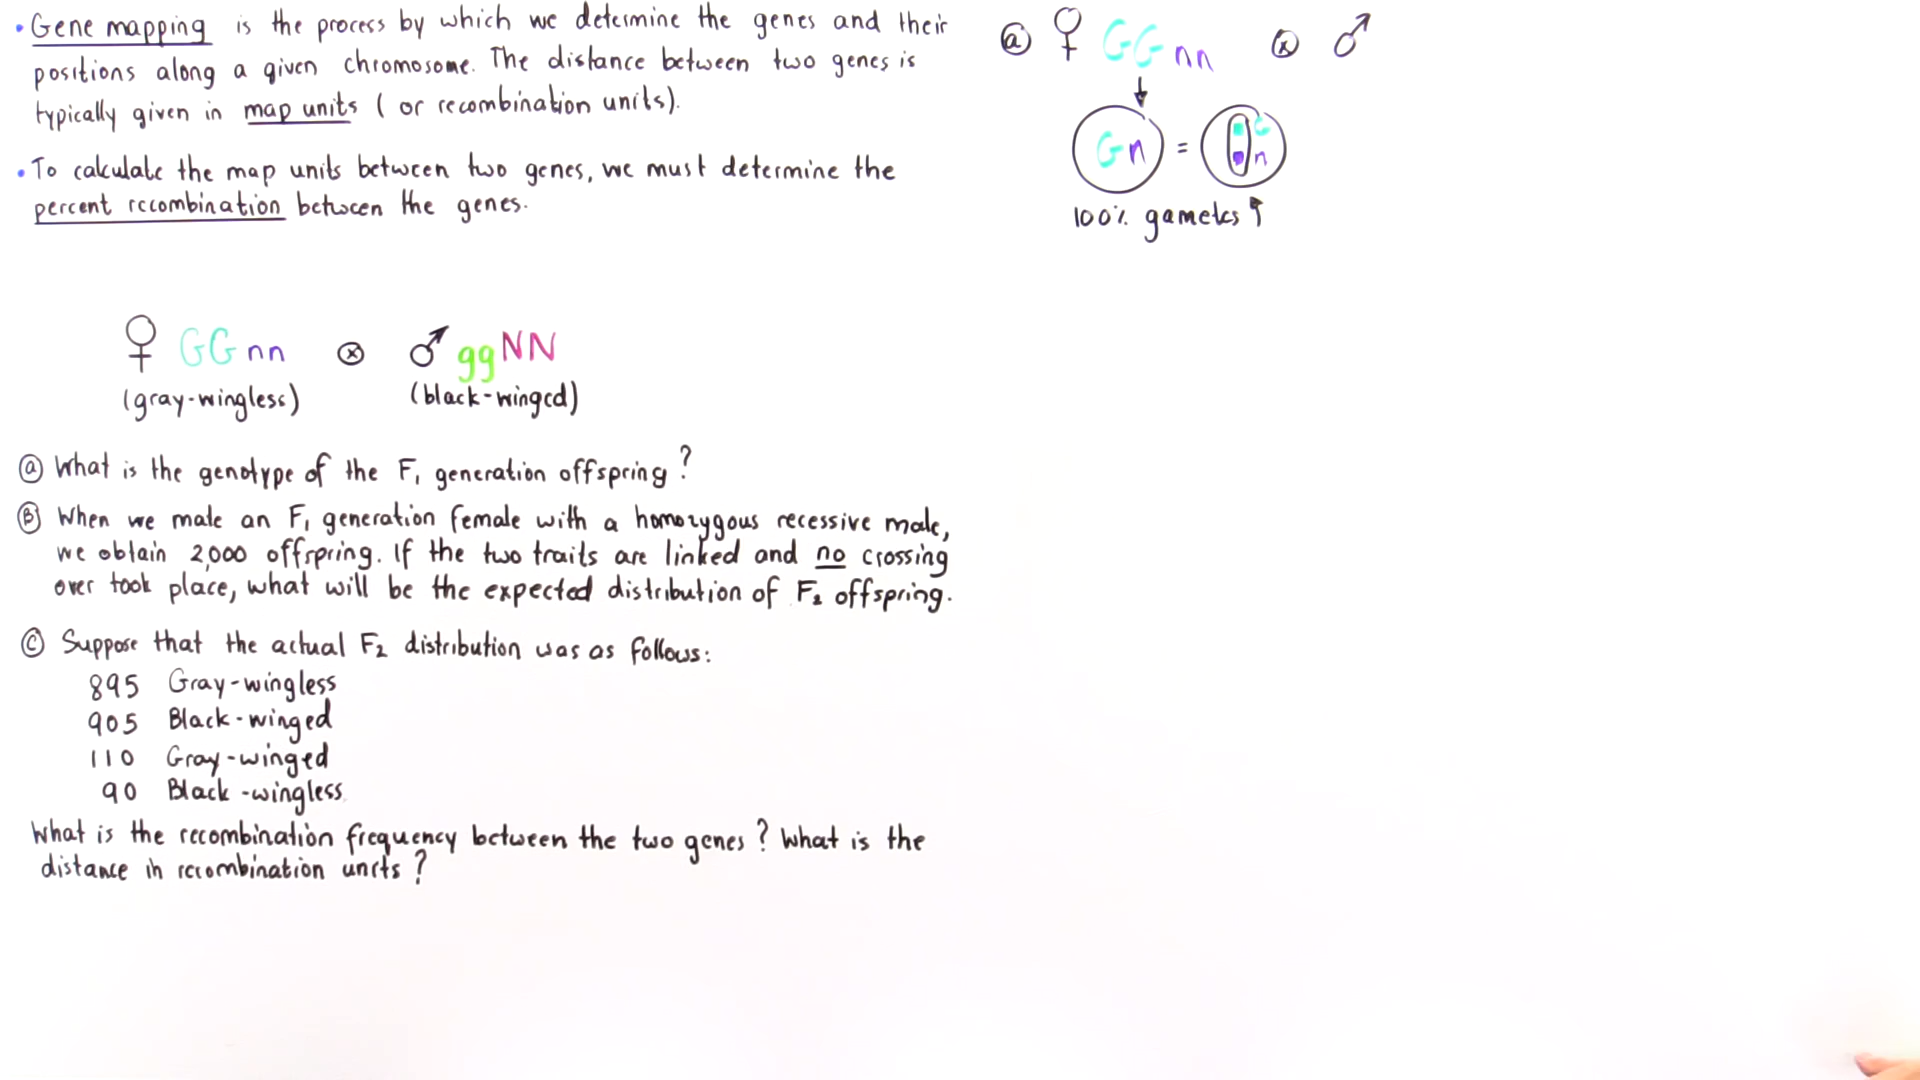 • Gene mapping is the process by which we determine the genes and their
positions along a given chromosome. The distance between two genes is
typically given in map units ( or recombination units).
• To calculate the map units between two genes, we must determine the
percent recombination between the genes.
♀ GGnn ⊗ ♂ ggNN
(gray-wingless) (black-winged)
ⓐ What is the genotype of the F₁ generation offspring?
Ⓑ When we mate an F₁ generation female with a homozygous recessive male,
we obtain 2,000 offspring. If the two traits are linked and no crossing
over took place, what will be the expected distribution of F₂ offspring.
Ⓒ Suppose that the actual F₂ distribution was as follows:
895 Gray-wingless
905 Black-winged
110 Gray-winged
90 Black-wingless
What is the recombination frequency between the two genes? What is the
distance in recombination units?
ⓐ ♀ GGnn ⊗ ♂
↓
Gn = G
n
100% gametes ↑